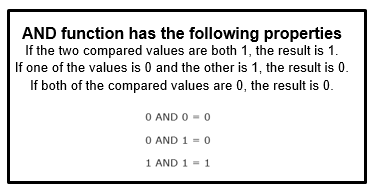 AND function has the following properties
If the two compared values are both 1, the result is 1.
If one of the values is 0 and the other is 1, the result is 0.
If both of the compared values are 0, the result is 0.
0 AND 0 = 0
0 AND 1 = 0
1 AND 1 = 1